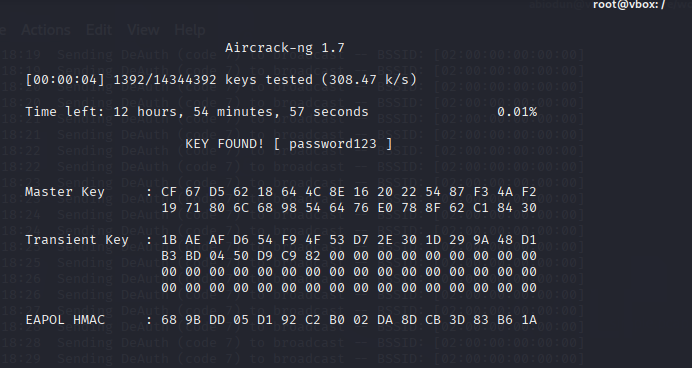 root@vbox: /
Actions Edit View Help
Aircrack-ng 1.7
[00:00:04] 1392/14344392 keys tested (308.47 k/s)
Time left: 12 hours, 54 minutes, 57 seconds 0.01%
KEY FOUND! [ password123 ]
Master Key : CF 67 D5 62 18 64 4C 8E 16 20 22 54 87 F3 4A F2
19 71 80 6C 68 98 54 64 76 E0 78 8F 62 C1 84 30
Transient Key : 1B AE AF D6 54 F9 4F 53 D7 2E 30 1D 29 9A 48 D1
B3 BD 04 50 D9 C9 82 00 00 00 00 00 00 00 00 00
00 00 00 00 00 00 00 00 00 00 00 00 00 00 00 00
00 00 00 00 00 00 00 00 00 00 00 00 00 00 00 00
EAPOL HMAC : 68 9B DD 05 D1 92 C2 B0 02 DA 8D CB 3D 83 B6 1A